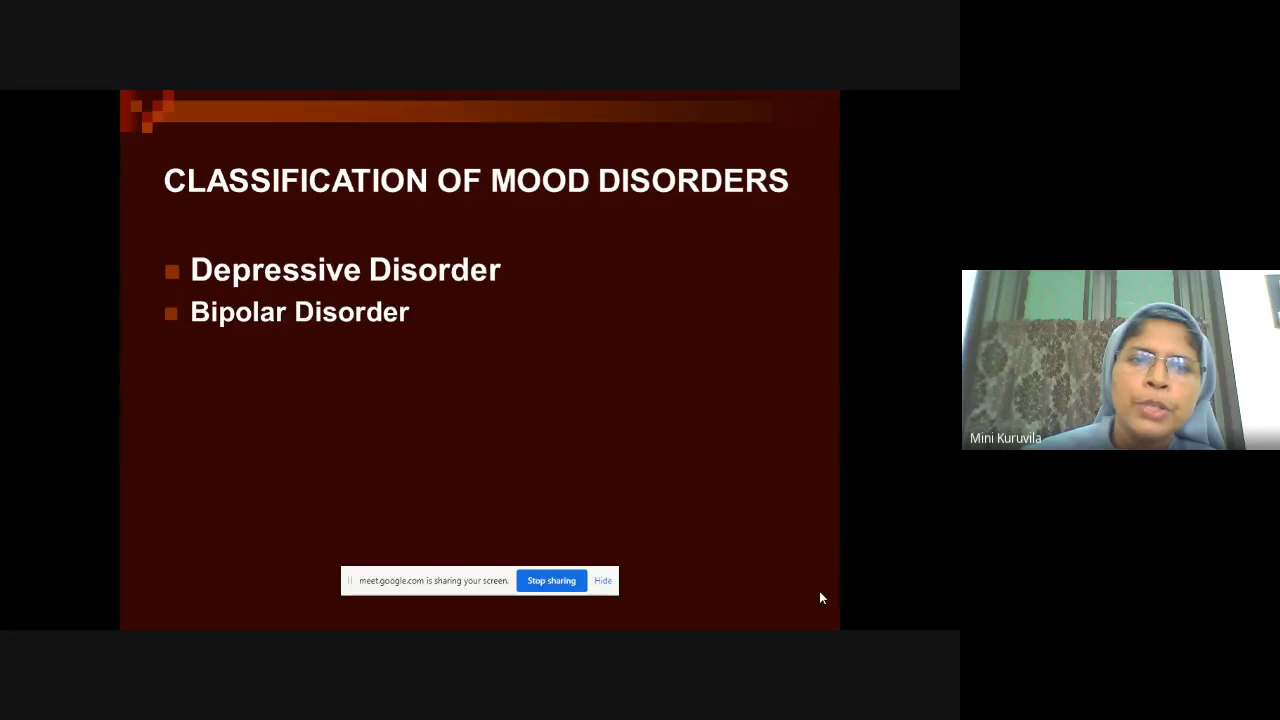 CLASSIFICATION OF MOOD DISORDERS
Depressive Disorder
Bipolar Disorder
Mini Kuruvila
meet.google.com is sharing your screen.
Stop sharing
Hide